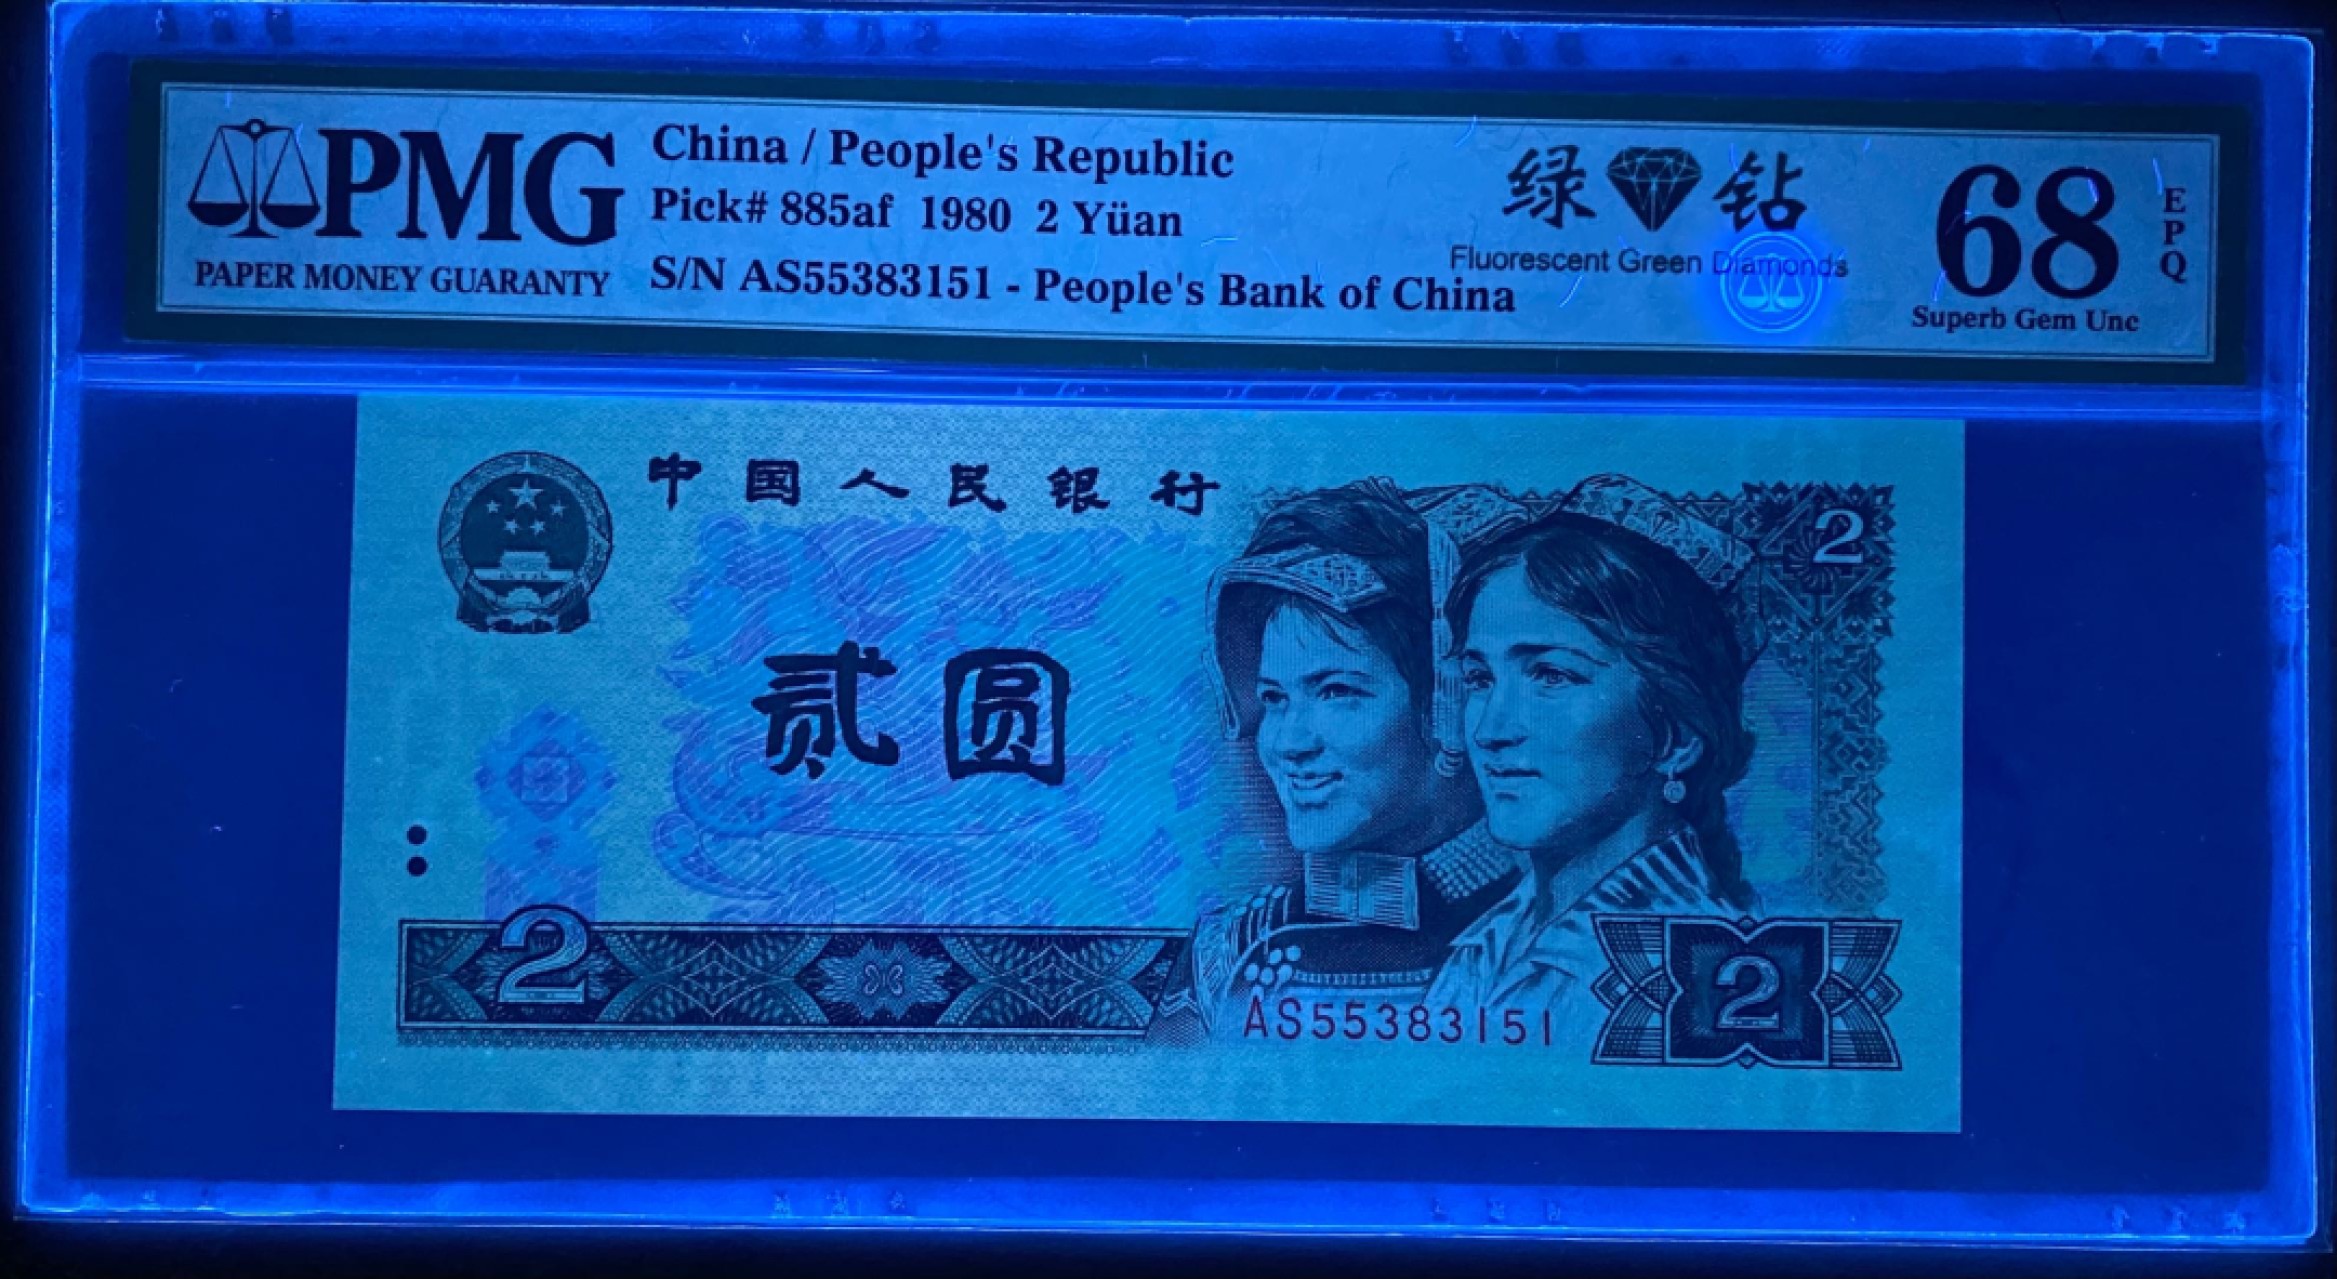 PMG
PAPER MONEY GUARANTY
China / People's Republic
Pick# 885af 1980 2 Yüan
S/N AS55383151 - People's Bank of China
绿 钻
Fluorescent Green Diamonds
68
EPQ
Superb Gem Unc
中国人民银行
2
贰圆
2
AS55383151
2